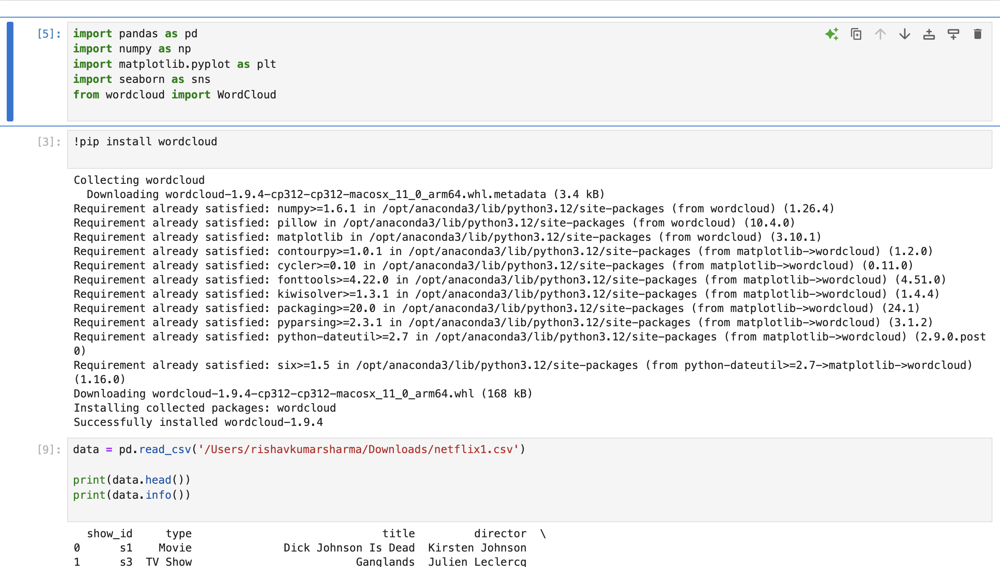 [5]: import pandas as pd
import numpy as np
import matplotlib.pyplot as plt
import seaborn as sns
from wordcloud import WordCloud
[3]: !pip install wordcloud
Collecting wordcloud
  Downloading wordcloud-1.9.4-cp312-cp312-macosx_11_0_arm64.whl.metadata (3.4 kB)
Requirement already satisfied: numpy>=1.6.1 in /opt/anaconda3/lib/python3.12/site-packages (from wordcloud) (1.26.4)
Requirement already satisfied: pillow in /opt/anaconda3/lib/python3.12/site-packages (from wordcloud) (10.4.0)
Requirement already satisfied: matplotlib in /opt/anaconda3/lib/python3.12/site-packages (from wordcloud) (3.10.1)
Requirement already satisfied: contourpy>=1.0.1 in /opt/anaconda3/lib/python3.12/site-packages (from matplotlib->wordcloud) (1.2.0)
Requirement already satisfied: cycler>=0.10 in /opt/anaconda3/lib/python3.12/site-packages (from matplotlib->wordcloud) (0.11.0)
Requirement already satisfied: fonttools>=4.22.0 in /opt/anaconda3/lib/python3.12/site-packages (from matplotlib->wordcloud) (4.51.0)
Requirement already satisfied: kiwisolver>=1.3.1 in /opt/anaconda3/lib/python3.12/site-packages (from matplotlib->wordcloud) (1.4.4)
Requirement already satisfied: packaging>=20.0 in /opt/anaconda3/lib/python3.12/site-packages (from matplotlib->wordcloud) (24.1)
Requirement already satisfied: pyparsing>=2.3.1 in /opt/anaconda3/lib/python3.12/site-packages (from matplotlib->wordcloud) (3.1.2)
Requirement already satisfied: python-dateutil>=2.7 in /opt/anaconda3/lib/python3.12/site-packages (from matplotlib->wordcloud) (2.9.0.post
0)
Requirement already satisfied: six>=1.5 in /opt/anaconda3/lib/python3.12/site-packages (from python-dateutil>=2.7->matplotlib->wordcloud)
(1.16.0)
Downloading wordcloud-1.9.4-cp312-cp312-macosx_11_0_arm64.whl (168 kB)
Installing collected packages: wordcloud
Successfully installed wordcloud-1.9.4
[9]: data = pd.read_csv('/Users/rishavkumarsharma/Downloads/netflix1.csv')
print(data.head())
print(data.info())
  show_id     type                             title         director  \
0      s1    Movie              Dick Johnson Is Dead  Kirsten Johnson
1      s3  TV Show                         Ganglands  Julien Leclercq